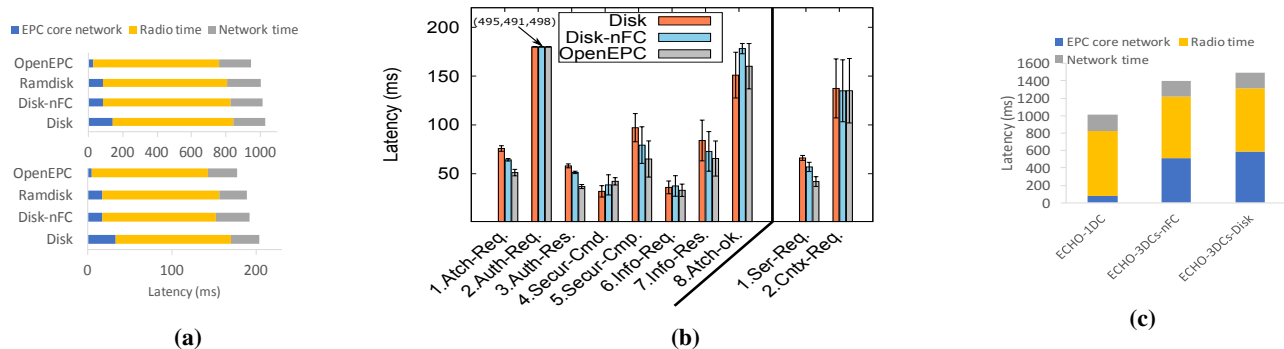 EPC core network Radio time Network time
OpenEPC
Ramdisk
Disk-nFC
Disk
0 200 400 600 800 1000
OpenEPC
Ramdisk
Disk-nFC
Disk
0 100 200
Latency (ms)
(a)
(495,491,498)
Disk
Disk-nFC
OpenEPC
200
150
100
50
Latency (ms)
1.Atch-Req.
2.Auth-Req.
3.Auth-Res.
4.Secur-Cmd.
5.Secur-Cmp.
6.Info-Req.
7.Info-Res.
8.Atch-ok.
1.Ser-Req.
2.Cntx-Req.
(b)
EPC core network Radio time
Network time
1600
1400
1200
1000
800
600
400
200
0
Latency (ms)
ECHO-1DC
ECHO-3DCs-nFC
ECHO-3DCs-Disk
(c)